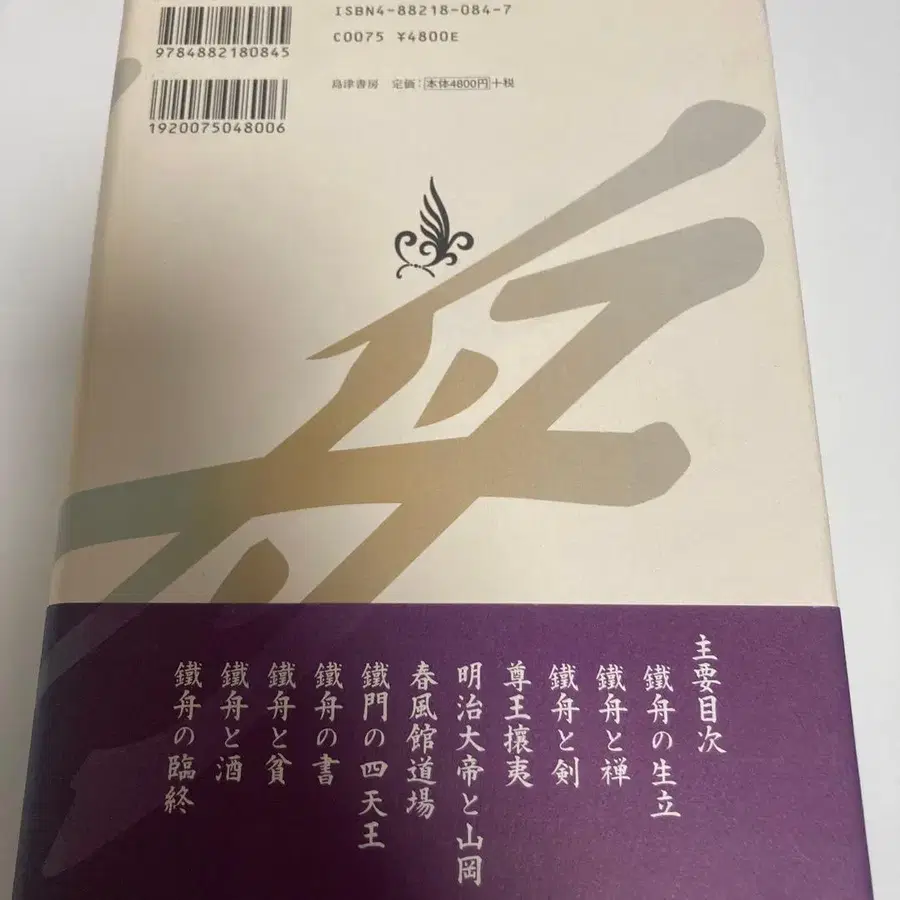 ISBN4-88218-084-7
9784882180845
C0075 ¥4800E
島津書房 定価：本体4800円+税
1920075048006
舟
主要目次
鐵舟の生立
鐵舟と禅
鐵舟と剣
尊王攘夷
明治大帝と山岡
春風館道場
鐵門の四天王
鐵舟の書
鐵舟と貧
鐵舟と酒
鐵舟の臨終